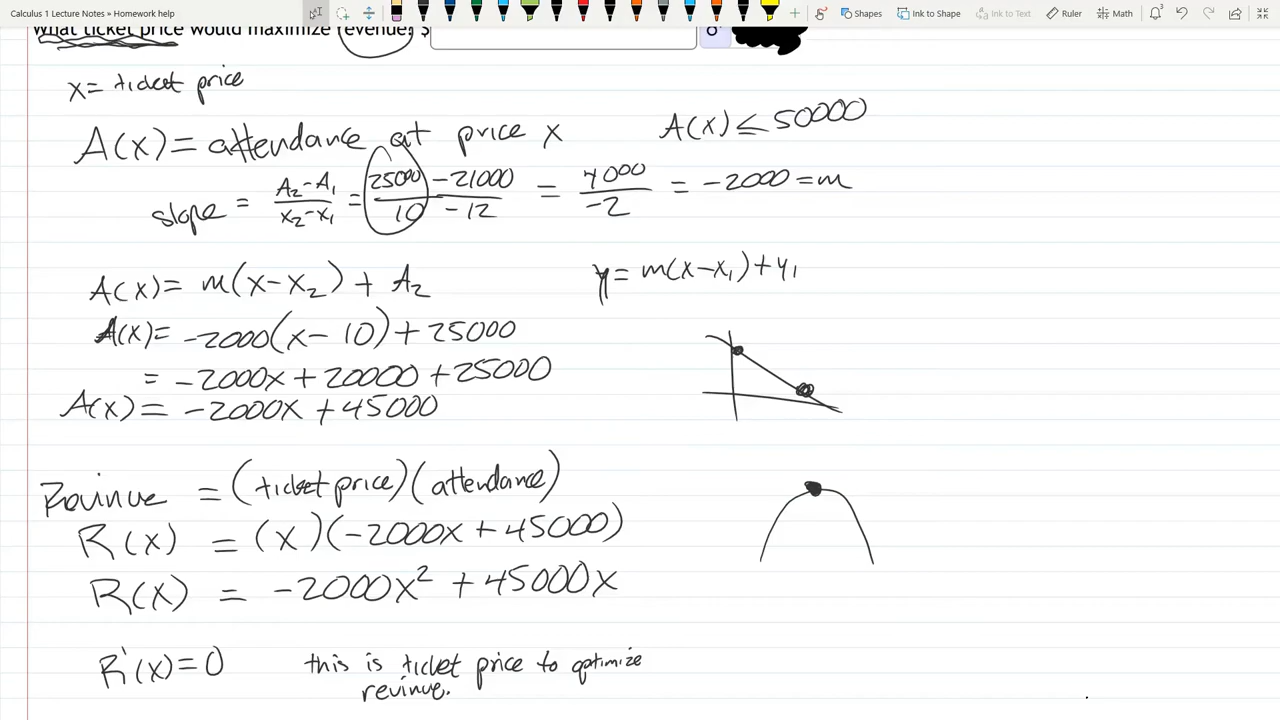 Calculus 1 Lecture Notes » Homework help
Shapes Ink to Shape Ink to Text Ruler Math
What ticket price would maximize revenue? $
x = ticket price
A(x) = attendance at price x
A(x) ≤ 50000
slope = A₂-A₁/x₂-x₁ = 25000-21000/10-12 = 4000/-2 = -2000 = m
A(x) = m(x-x₂) + A₂
y = m(x-x₁)+y₁
A(x) = -2000(x-10)+25000
= -2000x + 20000 + 25000
A(x) = -2000x + 45000
Revinue = (ticket price)(attendance)
R(x) = (x)(-2000x + 45000)
R(x) = -2000x² + 45000x
R'(x) = 0 this is ticket price to optimize
revinue.